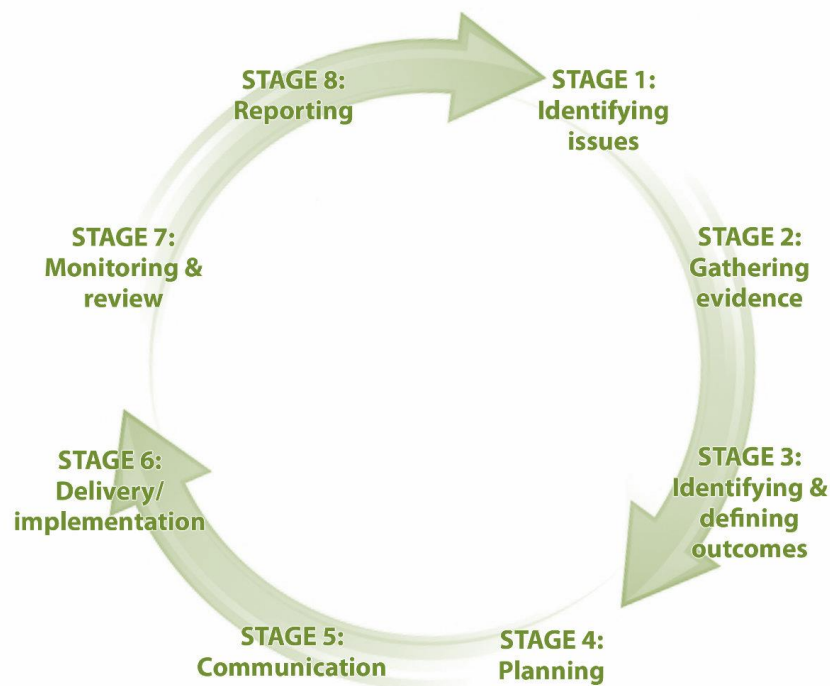 STAGE 1:
Identifying
issues
STAGE 2:
Gathering
evidence
STAGE 3:
Identifying &
defining
outcomes
STAGE 4:
Planning
STAGE 5:
Communication
STAGE 6:
Delivery/
implementation
STAGE 7:
Monitoring &
review
STAGE 8:
Reporting